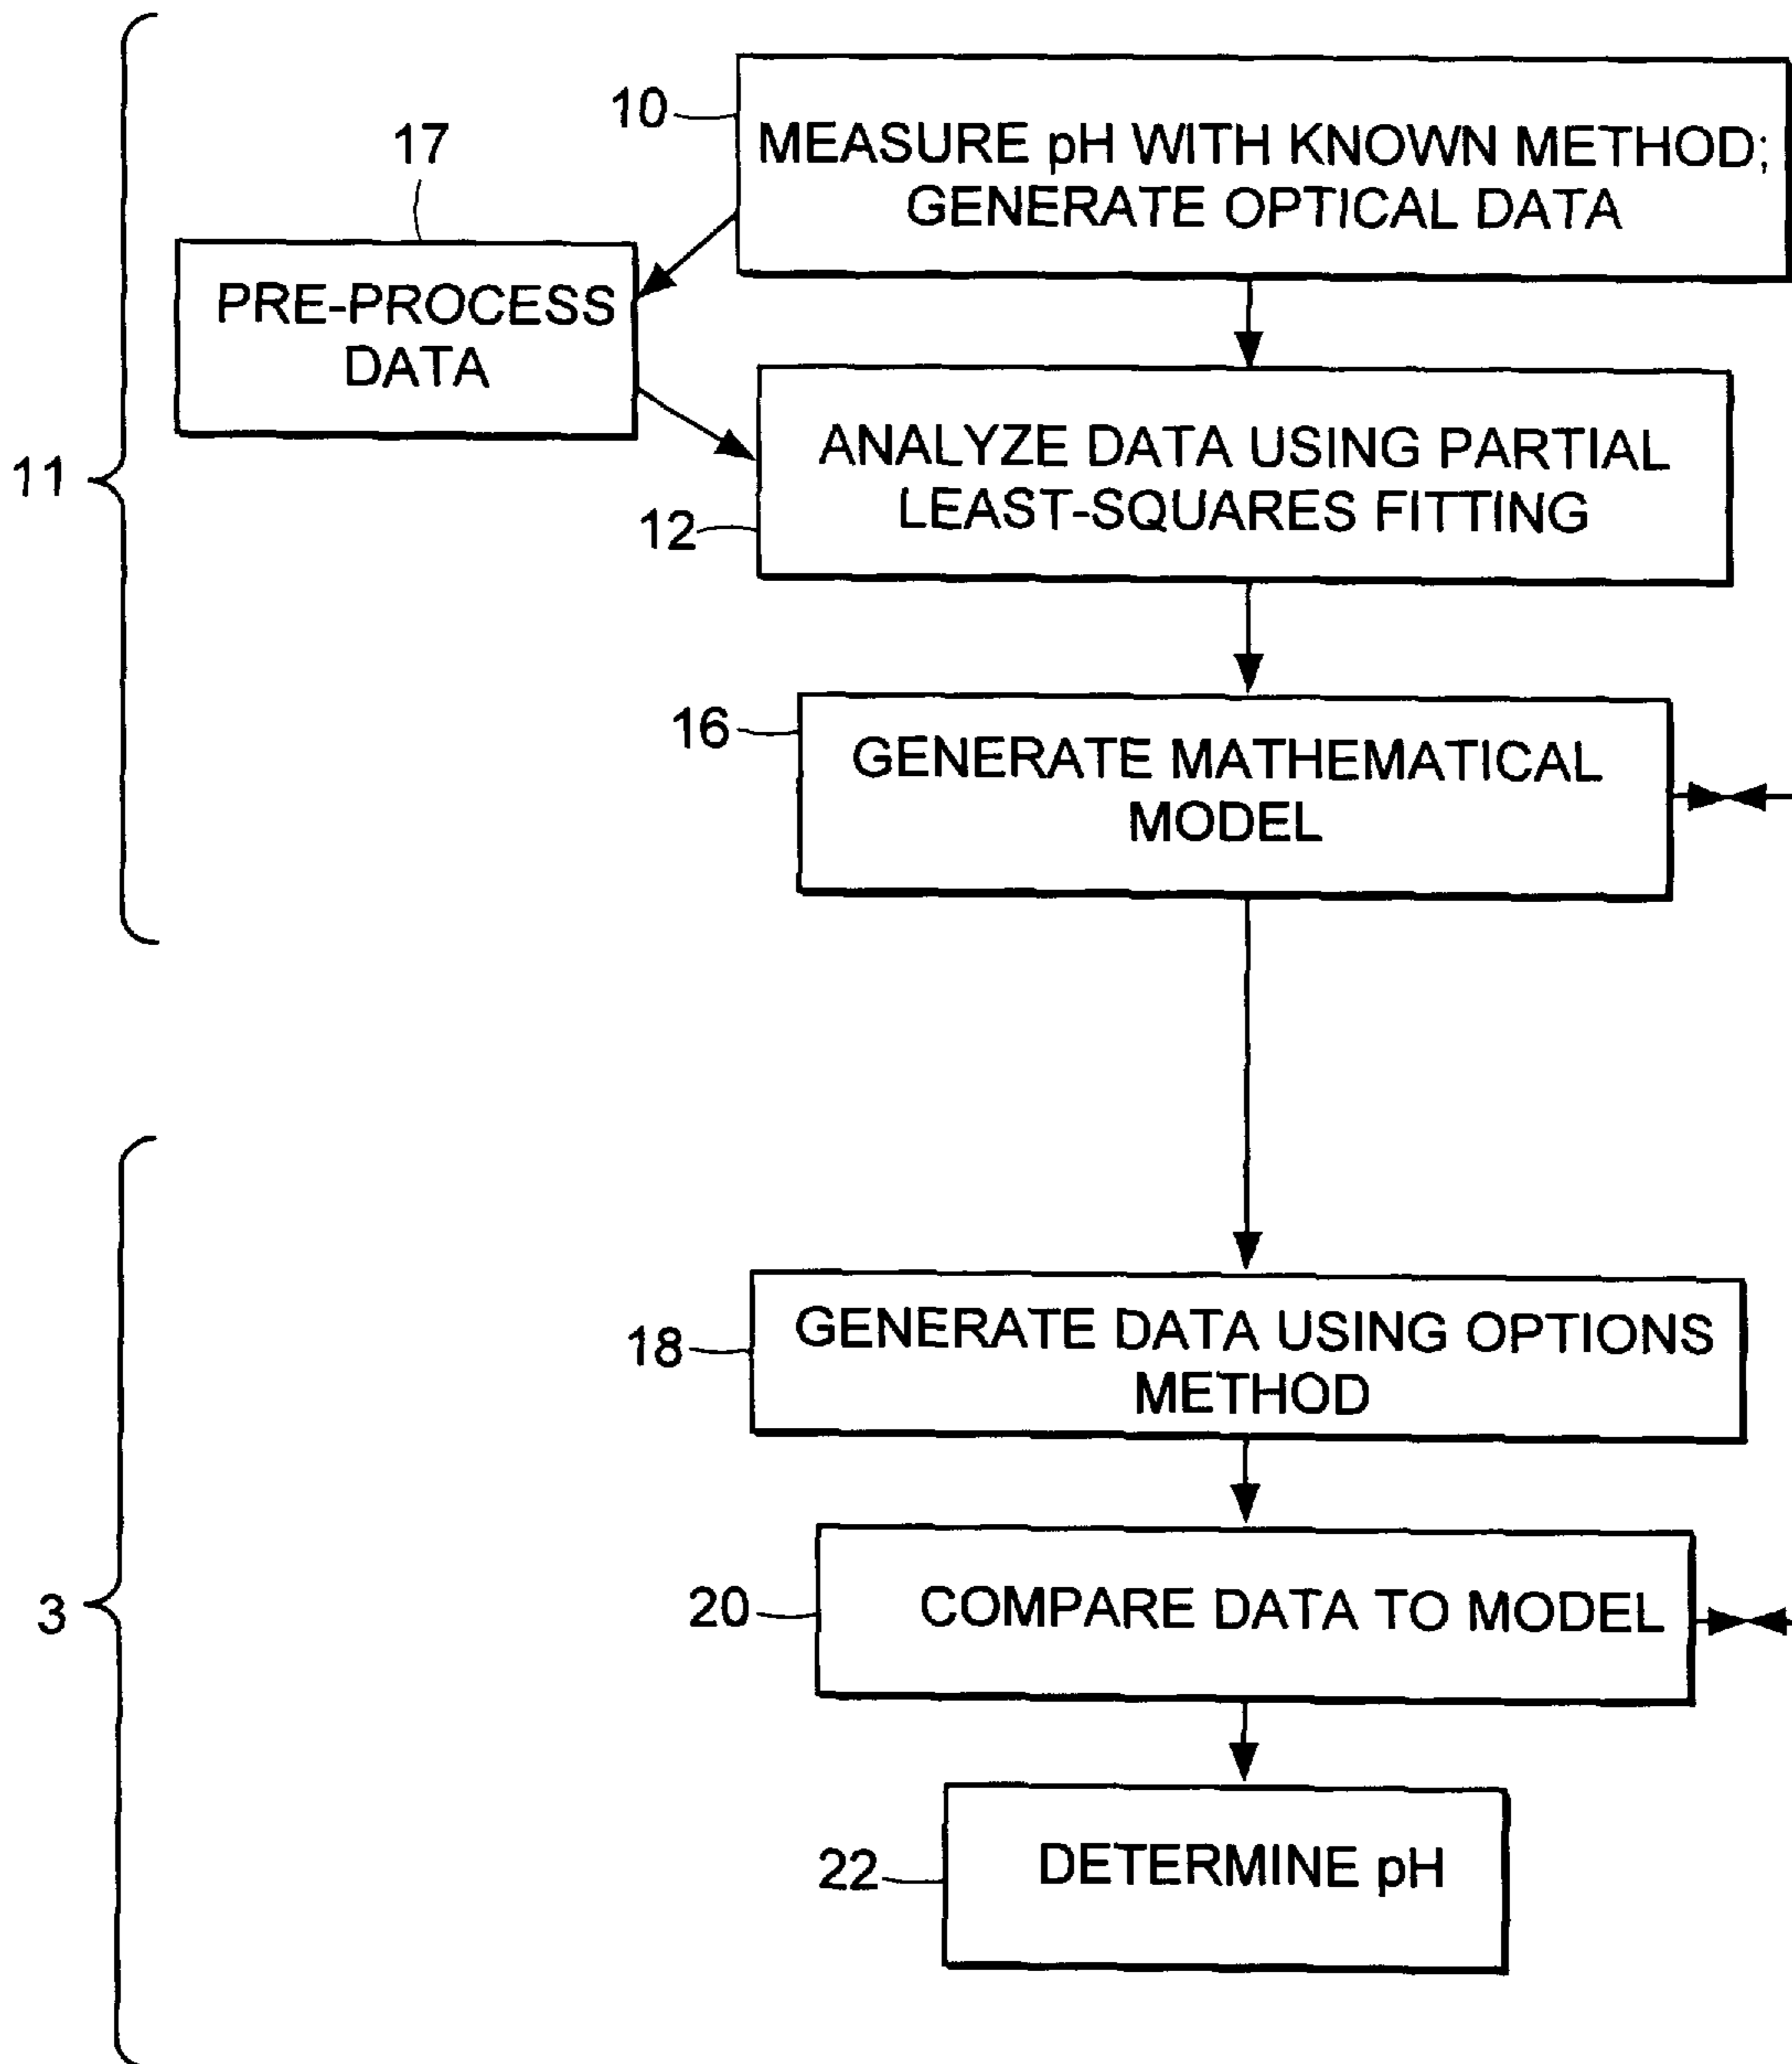 10
MEASURE pH WITH KNOWN METHOD;
GENERATE OPTICAL DATA
17
PRE-PROCESS
DATA
11
12
ANALYZE DATA USING PARTIAL
LEAST-SQUARES FITTING
16
GENERATE MATHEMATICAL
MODEL
3
18
GENERATE DATA USING OPTIONS
METHOD
20
COMPARE DATA TO MODEL
22
DETERMINE pH